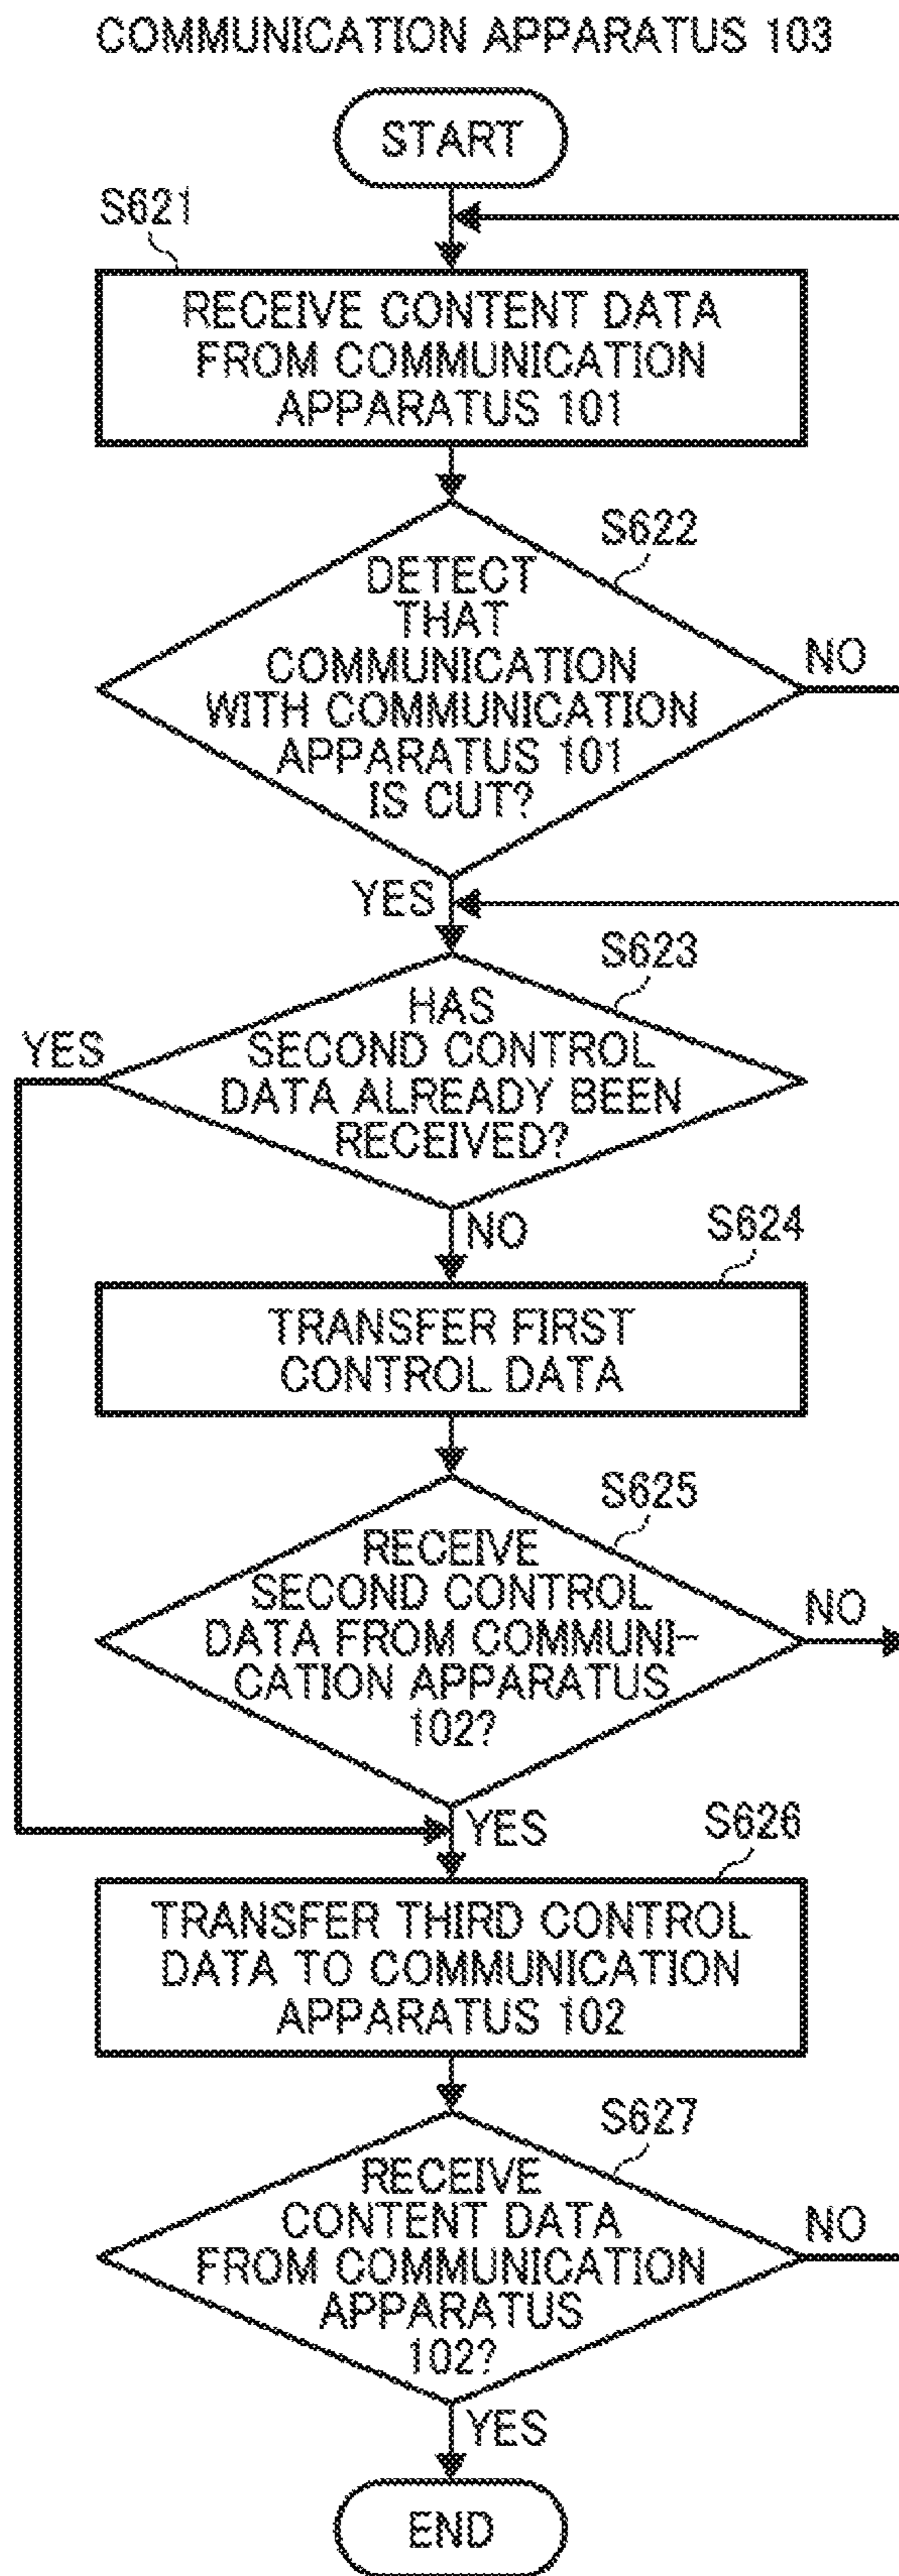 COMMUNICATION APPARATUS 103
START
S621
RECEIVE CONTENT DATA
FROM COMMUNICATION
APPARATUS 101
S622
DETECT
THAT
COMMUNICATION
WITH COMMUNICATION
APPARATUS 101
IS CUT?
NO
YES
S623
HAS
SECOND CONTROL
DATA ALREADY BEEN
RECEIVED?
YES
NO
S624
TRANSFER FIRST
CONTROL DATA
S625
RECEIVE
SECOND CONTROL
DATA FROM COMMUNI-
CATION APPARATUS
102?
NO
YES
S626
TRANSFER THIRD CONTROL
DATA TO COMMUNICATION
APPARATUS 102
S627
RECEIVE
CONTENT DATA
FROM COMMUNICATION
APPARATUS
102?
NO
YES
END